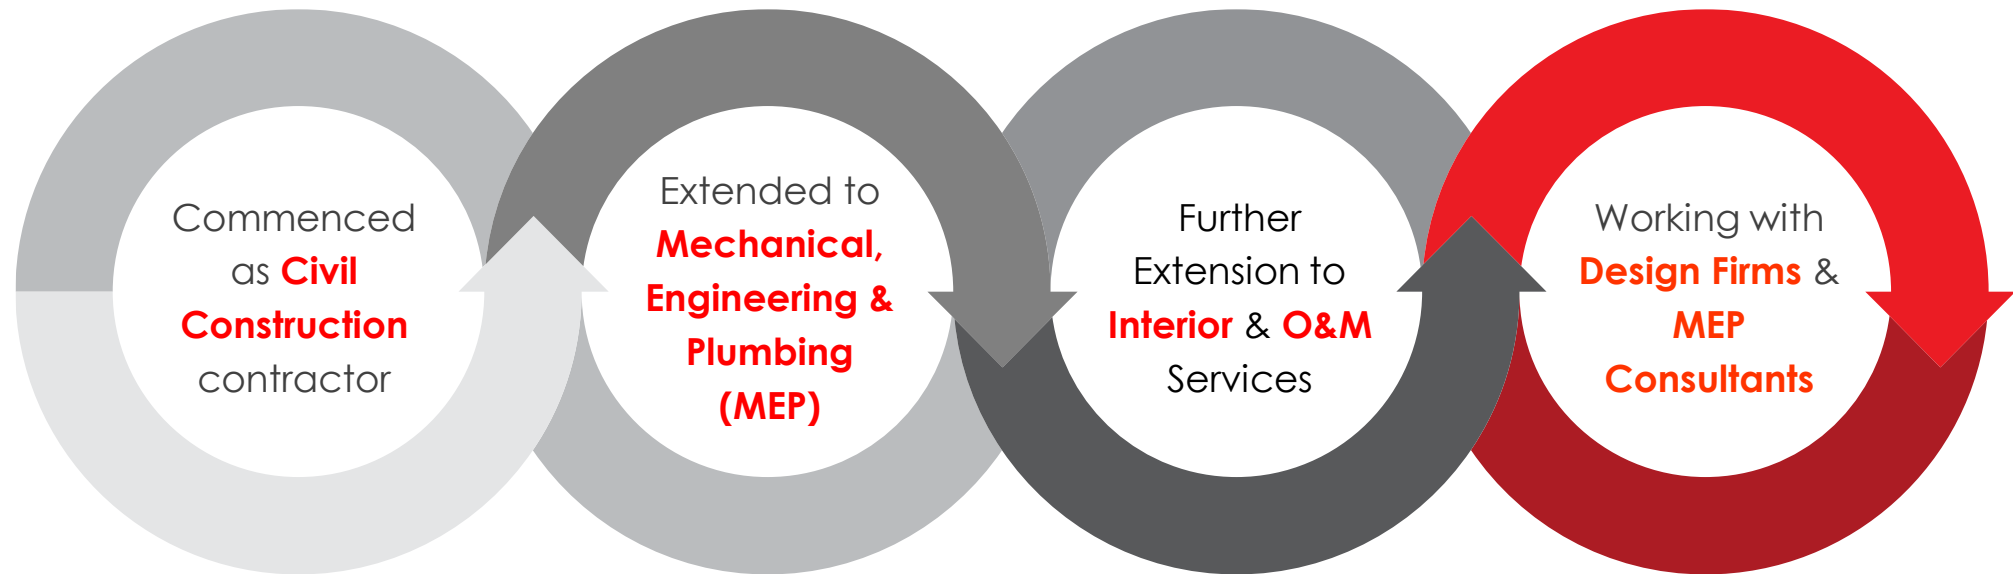 Commenced
as Civil
Construction
contractor
Extended to
Mechanical,
Engineering &
Plumbing
(MEP)
Further
Extension to
Interior & O&M
Services
Working with
Design Firms &
MEP
Consultants